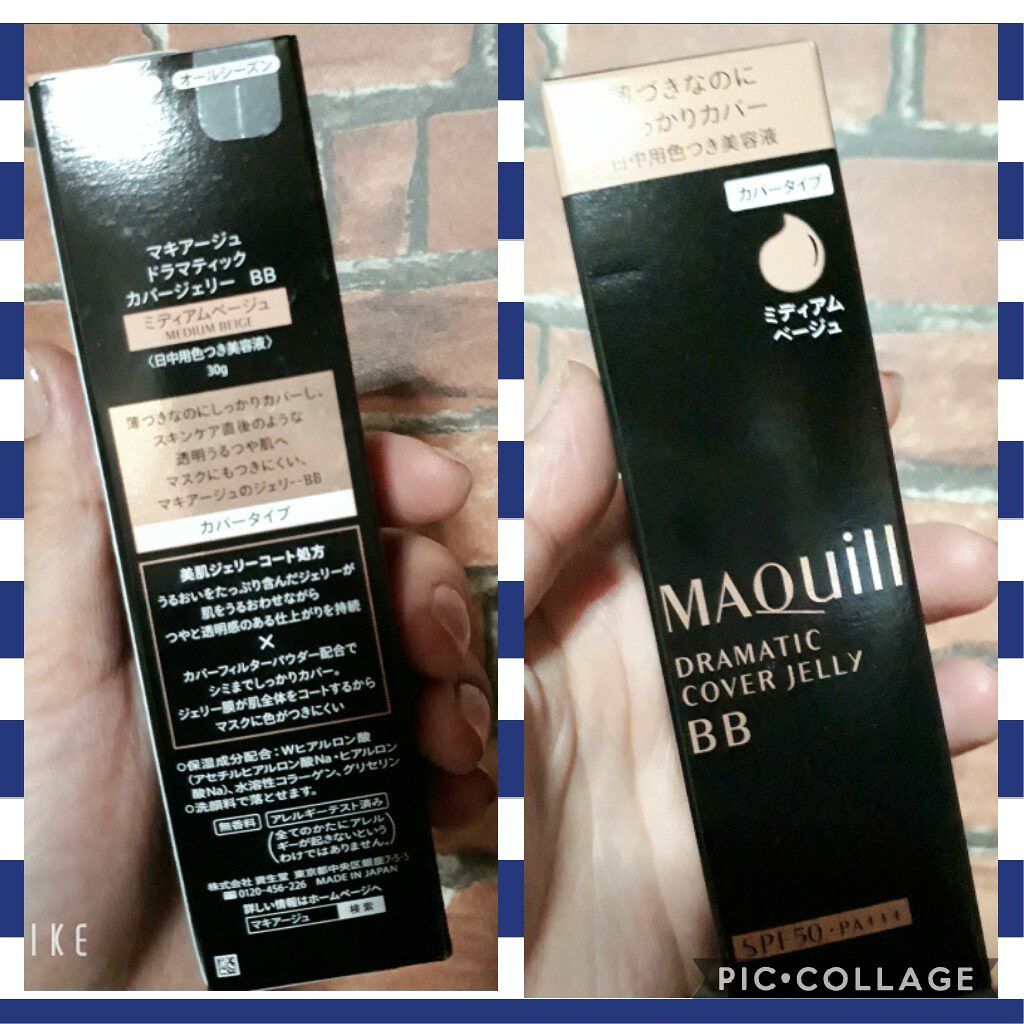 オールシーズン
マキアージュ
ドラマティック
カバージェリー BB
ミディアムベージュ
MEDIUM BEIGE
〈日中用色つき美容液〉
30g
薄づきなのにしっかりカバーし、
スキンケア直後のような
透明うるつや肌へ
マスクにもつきにくい、
マキアージュのジェリーBB
カバータイプ
美肌ジェリーコート処方
うるおいをたっぷり含んだジェリーが
肌をうるおわせながら
つやと透明感のある仕上がりを持続
×
カバーフィルターパウダー配合で
シミまでしっかりカバー。
ジェリー膜が肌全体をコートするから
マスクに色がつきにくい
○保湿成分配合：Wヒアルロン酸
（アセチルヒアルロン酸Na・ヒアルロン
酸Na）、水溶性コラーゲン、グリセリン
○洗顔料で落とせます。
無香料 アレルギーテスト済み
（全てのかたにアレル
ギーが起きないという
わけではありません。）
株式会社 資生堂 東京都中央区銀座7-5-5
0120-456-226 MADE IN JAPAN
詳しい情報はホームページへ
マキアージュ 検索
IKE
薄づきなのに
っかりカバー
日中用色つき美容液
カバータイプ
ミディアム
ベージュ
MAQuill
DRAMATIC
COVER JELLY
BB
SPF50・PA+++
PIC•COLLAGE